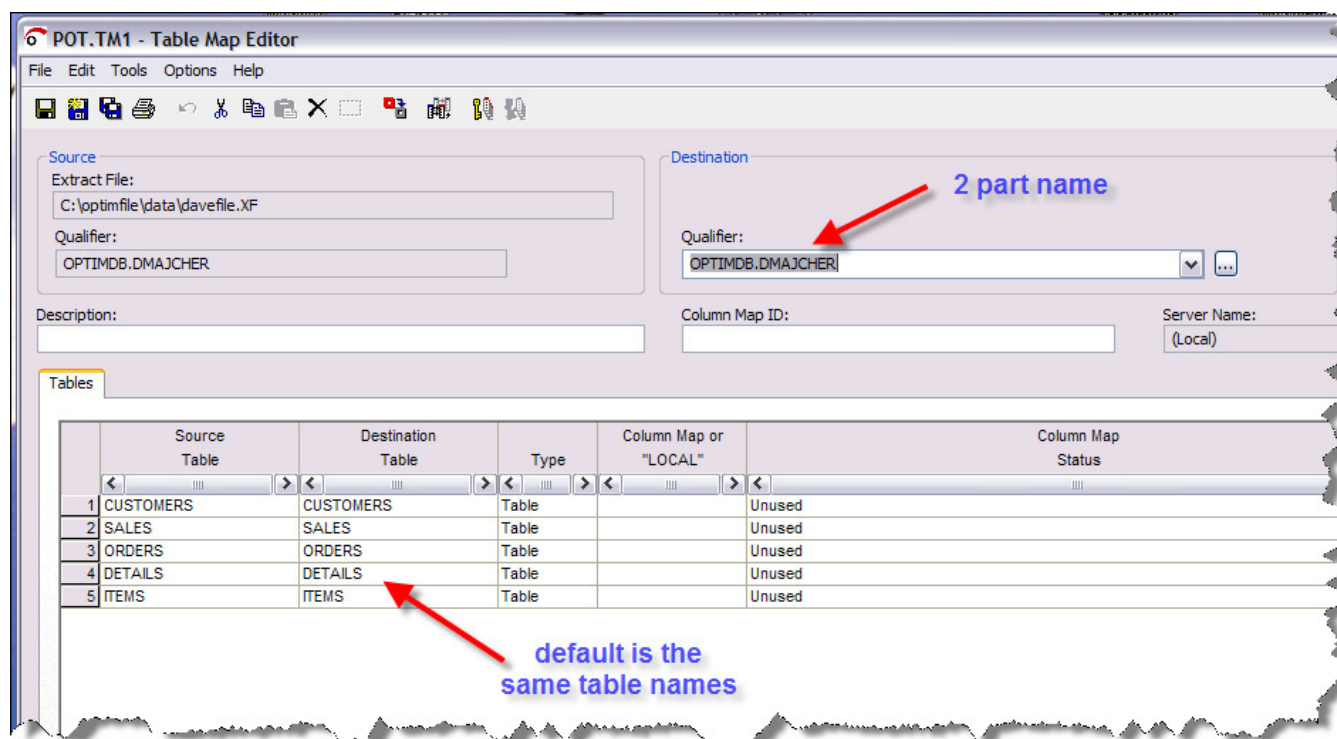 POT.TM1 - Table Map Editor
File Edit Tools Options Help
Source
Destination
Extract File:
2 part name
C:\optimfile\data\davefile.XF
Qualifier:
Qualifier:
OPTIMDB.DMAJCHER
OPTIMDB.DMAJCHER
...
Description:
Column Map ID:
Server Name:
(Local)
Tables
Source Destination Column Map or Column Map
Table Table Type "LOCAL" Status
1 CUSTOMERS CUSTOMERS Table Unused
2 SALES SALES Table Unused
3 ORDERS ORDERS Table Unused
4 DETAILS DETAILS Table Unused
5 ITEMS ITEMS Table Unused
default is the
same table names